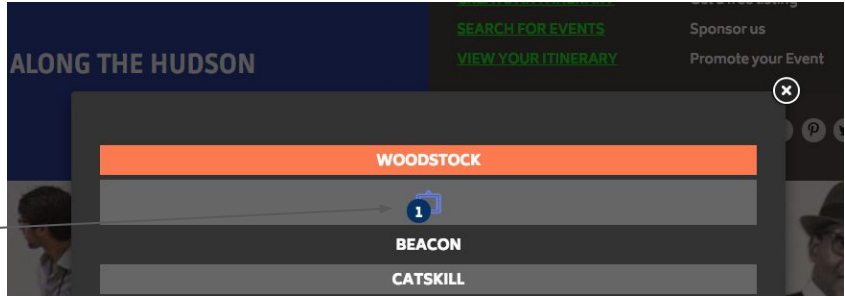 SEARCH FOR EVENTS
Sponsor us
ALONG THE HUDSON
VIEW YOUR ITINERARY
Promote your Event
WOODSTOCK
1
BEACON
CATSKILL